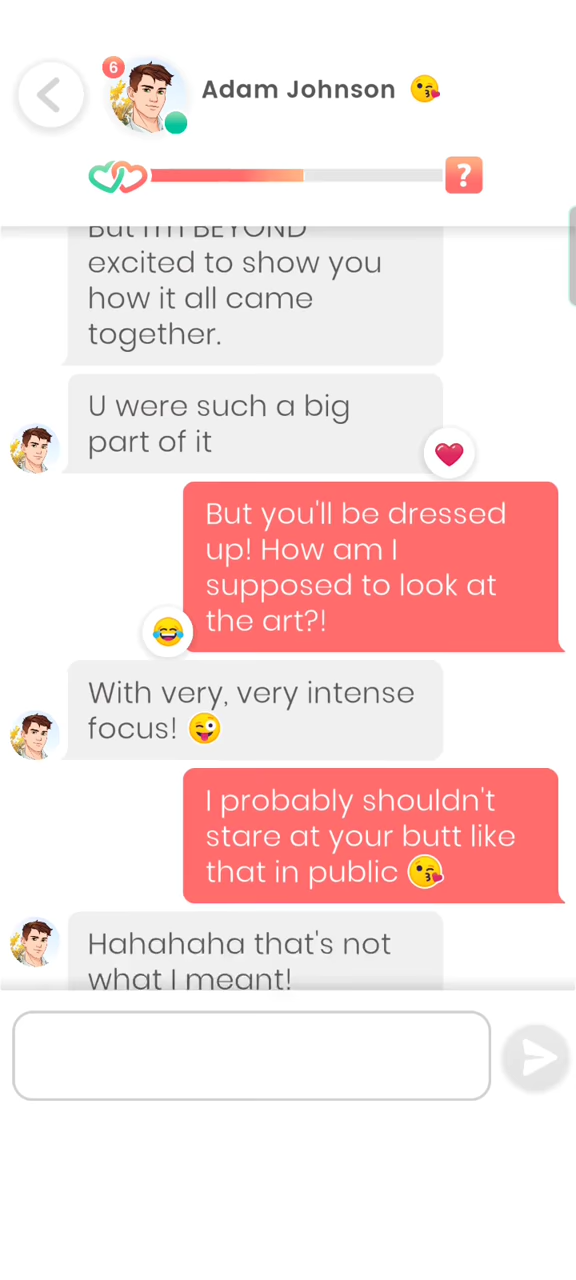 6
Adam Johnson 😘
?
But I'm BEYOND
excited to show you
how it all came
together.
U were such a big
part of it
But you'll be dressed
up! How am I
supposed to look at
the art?!
With very, very intense
focus! 😜
I probably shouldn't
stare at your butt like
that in public 😘
Hahahaha that's not
what I meant!